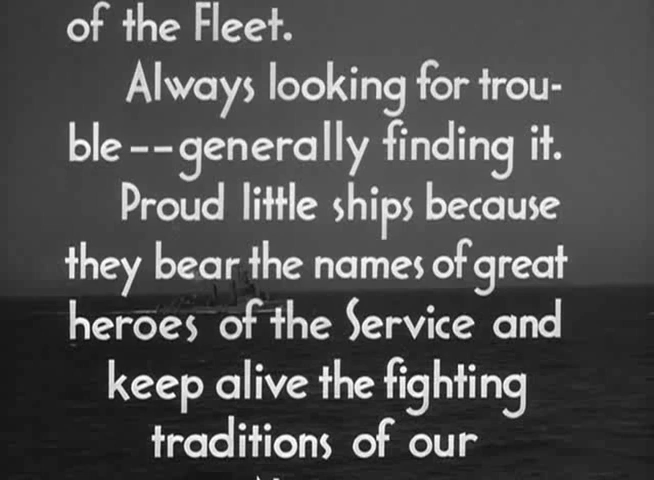 of the Fleet.
Always looking for trou-
ble--generally finding it.
Proud little ships because
they bear the names of great
heroes of the Service and
keep alive the fighting
traditions of our